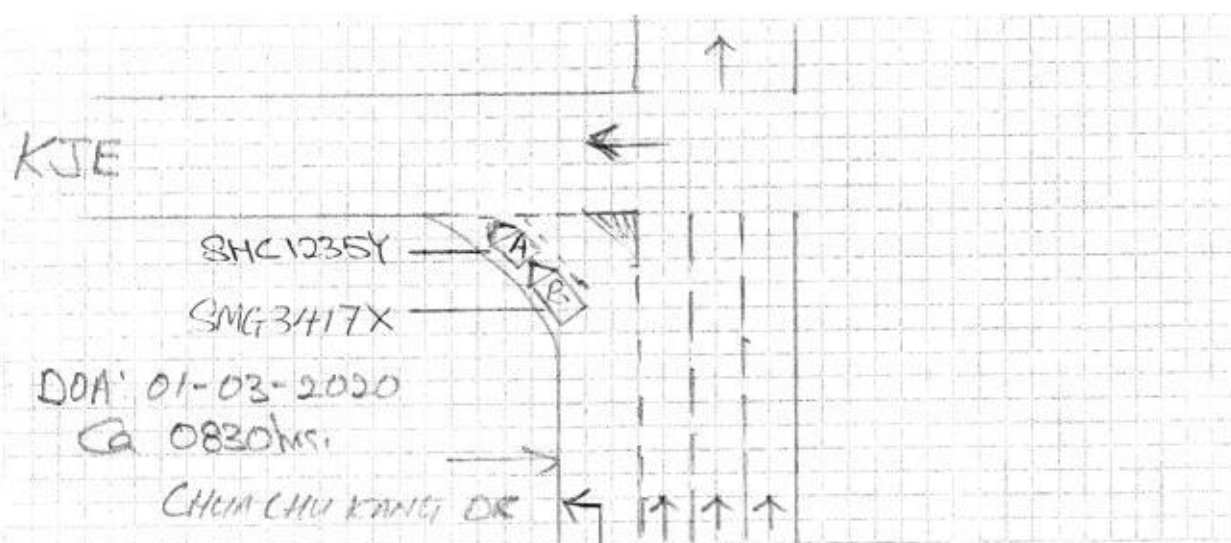 KJE
A
SHC1235Y
B
SMG3417X
DOA: 01-03-2020
Ca 0830hrs.
CHUA CHU KANG DR